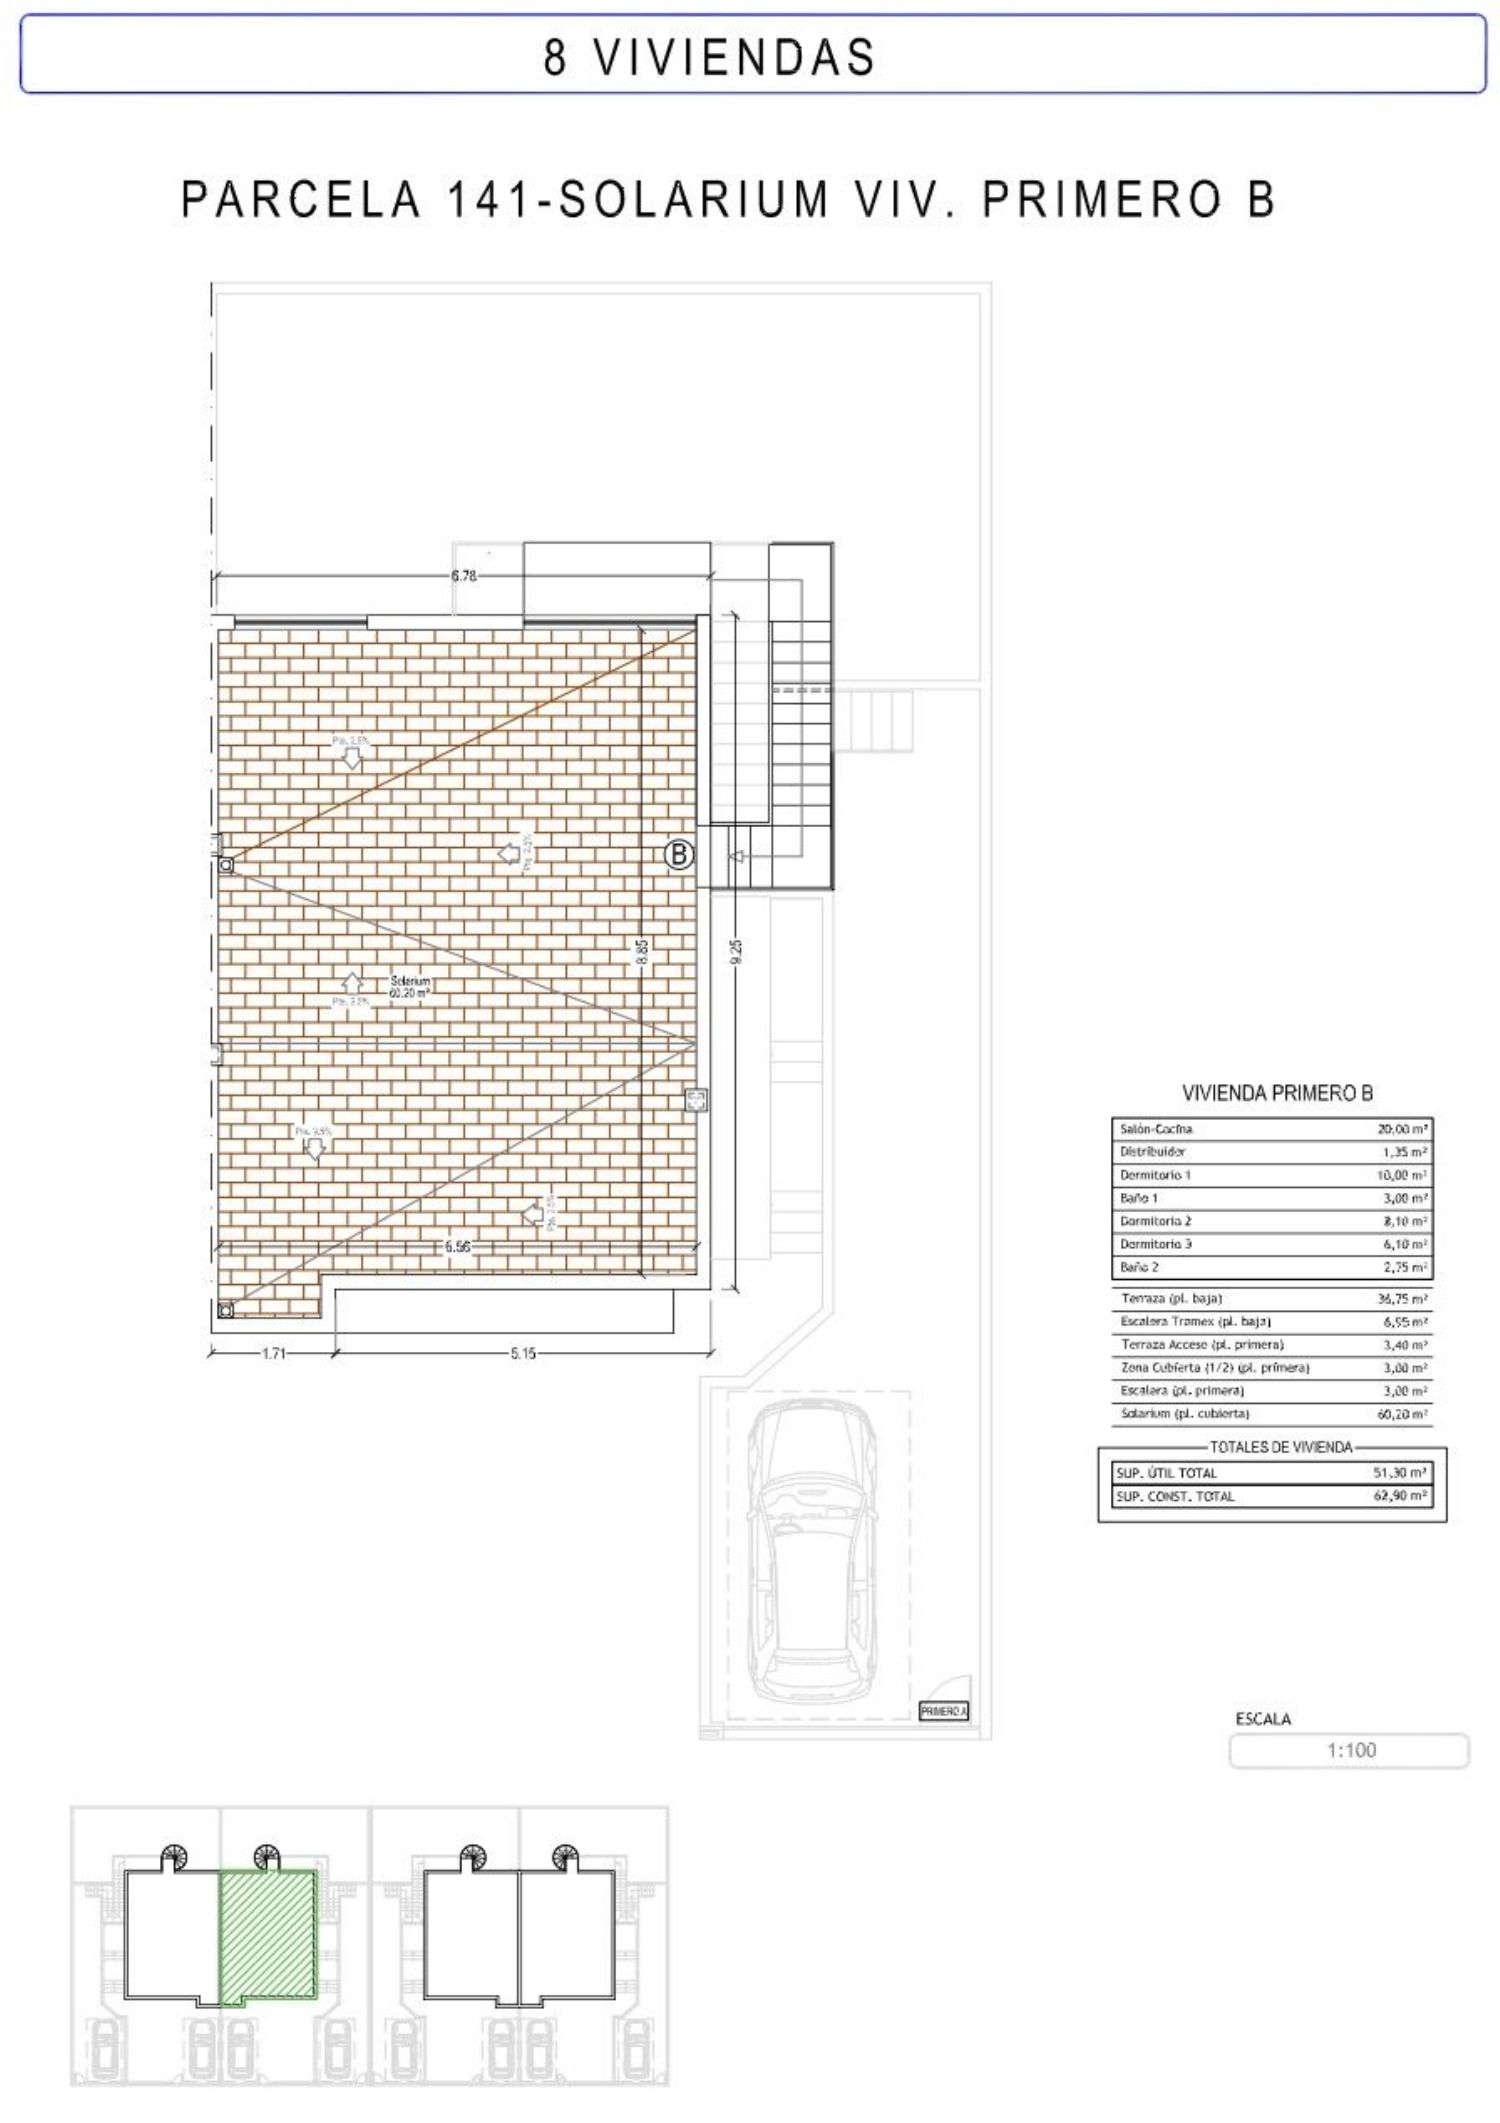 8 VIVIENDAS
PARCELA 141-SOLARIUM VIV. PRIMERO B
6.78
Pte. 2.5%
Pte. 2.5%
B
8.85
9.25
Solarium
60.20 m²
Pte. 2.5%
Pte. 2.5%
Pte. 2.5%
6.56
1.71
5.15
VIVIENDA PRIMERO B
Salón-Cocina 20,00 m²
Distribuidor 1,35 m²
Dormitorio 1 10,00 m²
Baño 1 3,00 m²
Dormitorio 2 8,10 m²
Dormitorio 3 6,10 m²
Baño 2 2,75 m²
Terraza (pl. baja) 36,75 m²
Escalera Tramex (pl. baja) 6,95 m²
Terraza Acceso (pl. primera) 3,40 m²
Zona Cubierta (1/2) (pl. primera) 3,00 m²
Escalera (pl. primera) 3,00 m²
Solarium (pl. cubierta) 60,20 m²
TOTALES DE VIVIENDA
SUP. ÚTIL TOTAL 51,30 m²
SUP. CONST. TOTAL 62,90 m²
PRIMERO A
ESCALA
1:100